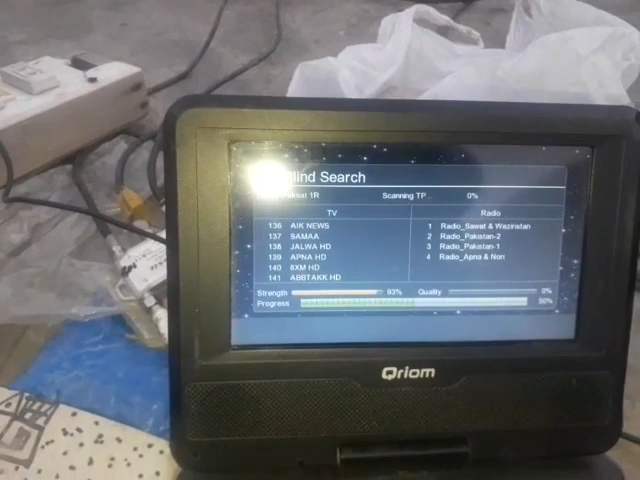 lind Search
aksat 1R Scanning TP... 0%
TV Radio
136 AIK NEWS 1 Radio_Sawat & Waziristan
137 SAMAA 2 Radio_Pakistan-2
138 JALWA HD 3 Radio_Pakistan-1
139 APNA HD 4 Radio_Apna & Nori
140 8XM HD
141 ABBTAKK HD
Strength 93% Quality 0%
Progress 50%
Qriom